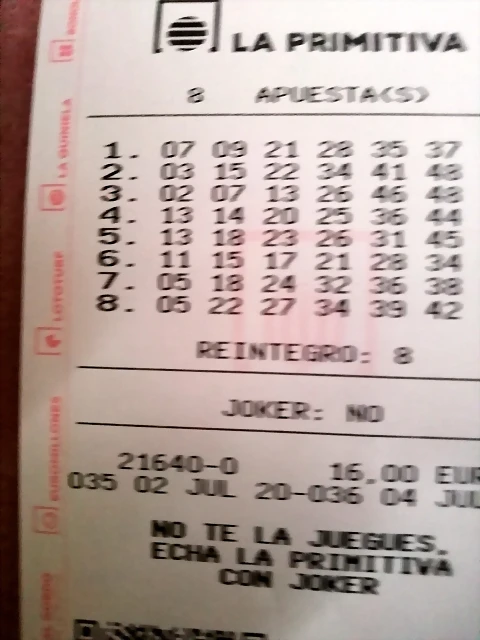 LA PRIMITIVA
8 APUESTA(S)
1. 07 09 21 28 35 37
2. 03 15 22 34 41 48
3. 02 07 13 26 46 48
4. 13 14 20 25 36 44
5. 13 18 23 26 31 45
6. 11 15 17 21 28 34
7. 05 18 24 32 36 38
8. 05 22 27 34 39 42
REINTEGRO: 8
JOKER: NO
21640-0 16,00 EUR
035 02 JUL 20-036 04 JUL
NO TE LA JUEGUES.
ECHA LA PRIMITIVA
CON JOKER
LA QUINIELA
LOTOTURF
EUROMILLONES